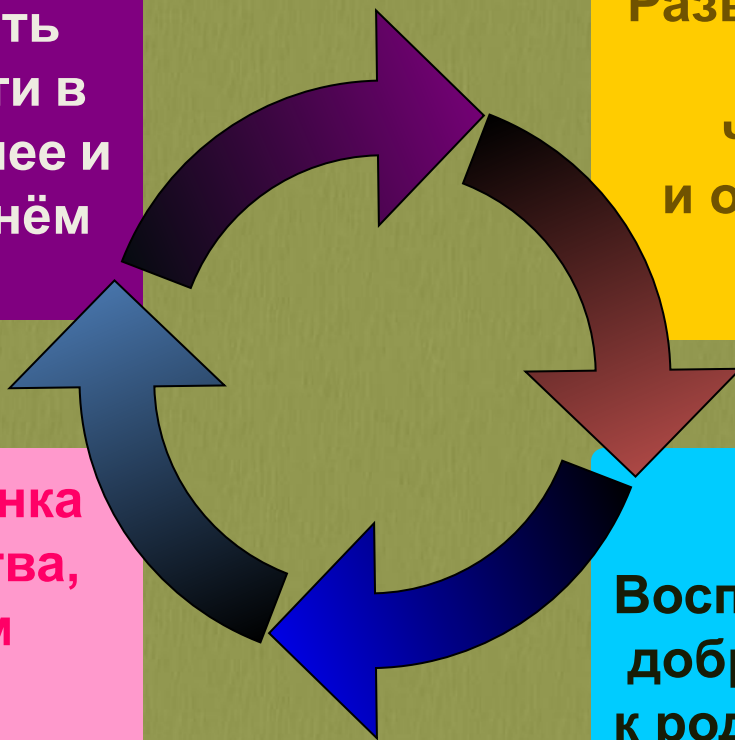 ть
ти в
нее и
нём
Разв
ч
и о
нка
тва,
м
Восп
добр
к род